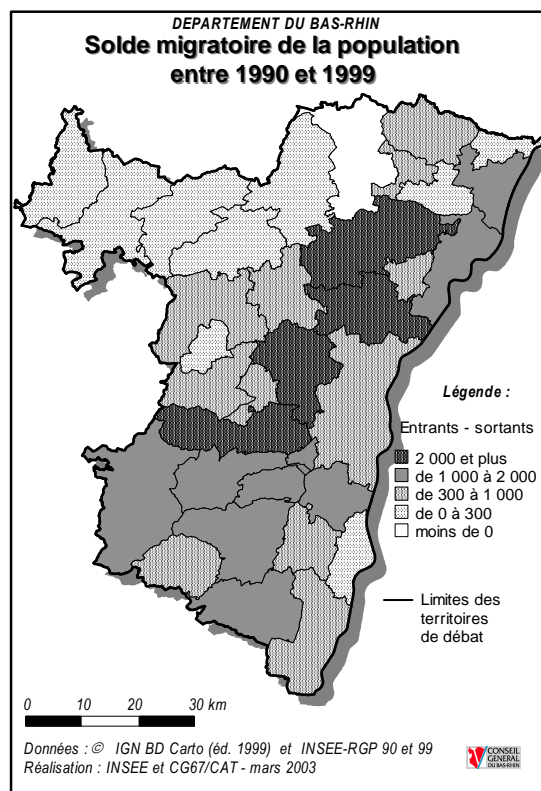 DEPARTEMENT DU BAS-RHIN
Solde migratoire de la population
entre 1990 et 1999
Légende :
Entrants - sortants
2 000 et plus
de 1 000 à 2 000
de 300 à 1 000
de 0 à 300
moins de 0
Limites des
territoires
de débat
0 10 20 30 km
Données : © IGN BD Carto (éd. 1999) et INSEE-RGP 90 et 99
Réalisation : INSEE et CG67/CAT - mars 2003
CONSEIL
GENERAL
DU BAS-RHIN